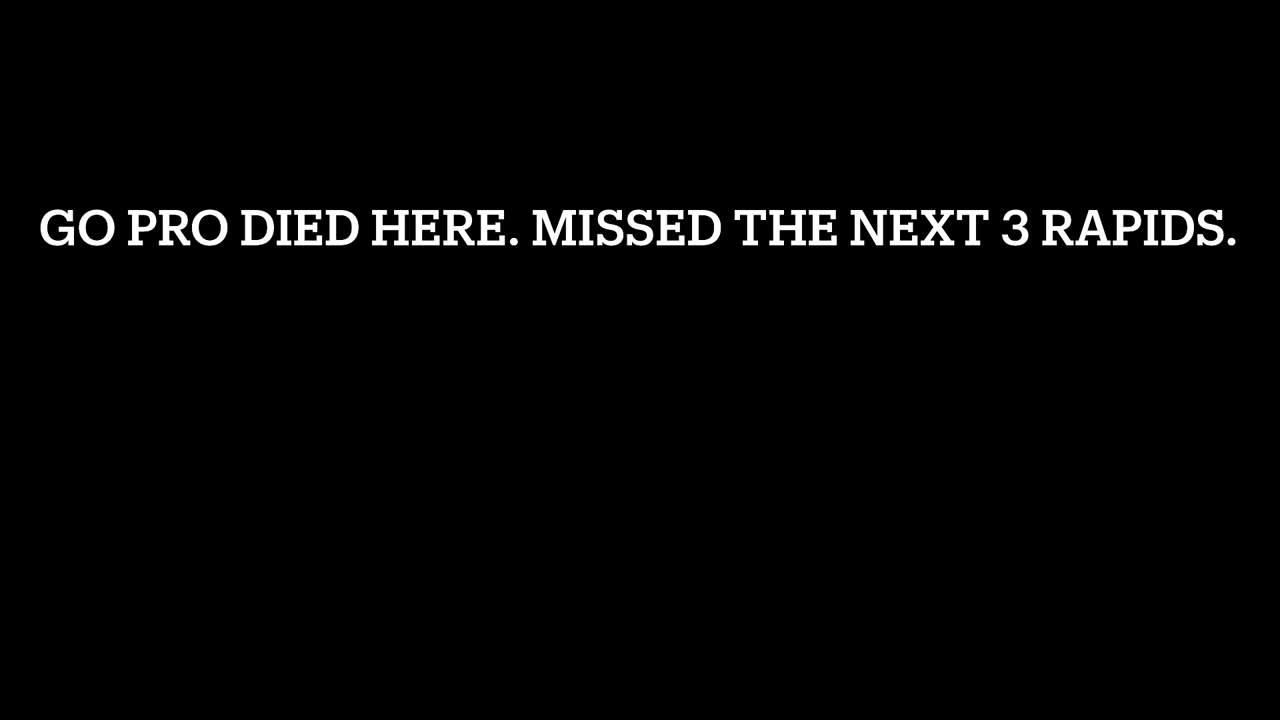 GO PRO DIED HERE. MISSED THE NEXT 3 RAPIDS.